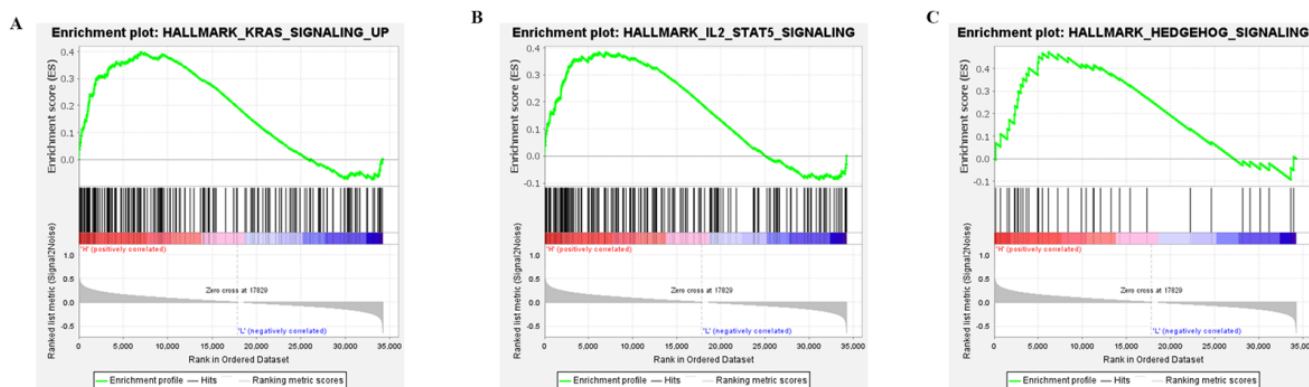 A
Enrichment plot: HALLMARK_KRAS_SIGNALING_UP
Enrichment score (ES)
0.4
0.3
0.2
0.1
0.0
'H' (positively correlated)
Ranked list metric (Signal2Noise)
1.0
0.5
0.0
-0.5
Zero cross at 17829
'L' (negatively correlated)
0 5,000 10,000 15,000 20,000 25,000 30,000 35,000
Rank in Ordered Dataset
Enrichment profile Hits Ranking metric scores
B
Enrichment plot: HALLMARK_IL2_STAT5_SIGNALING
Enrichment score (ES)
0.4
0.3
0.2
0.1
0.0
-0.1
'H' (positively correlated)
Ranked list metric (Signal2Noise)
1.0
0.5
0.0
-0.5
Zero cross at 17829
'L' (negatively correlated)
0 5,000 10,000 15,000 20,000 25,000 30,000 35,000
Rank in Ordered Dataset
Enrichment profile Hits Ranking metric scores
C
Enrichment plot: HALLMARK_HEDGEHOG_SIGNALING
Enrichment score (ES)
0.4
0.3
0.2
0.1
0.0
-0.1
'H' (positively correlated)
Ranked list metric (Signal2Noise)
1.0
0.5
0.0
-0.5
Zero cross at 17829
'L' (negatively correlated)
0 5,000 10,000 15,000 20,000 25,000 30,000 35,000
Rank in Ordered Dataset
Enrichment profile Hits Ranking metric scores